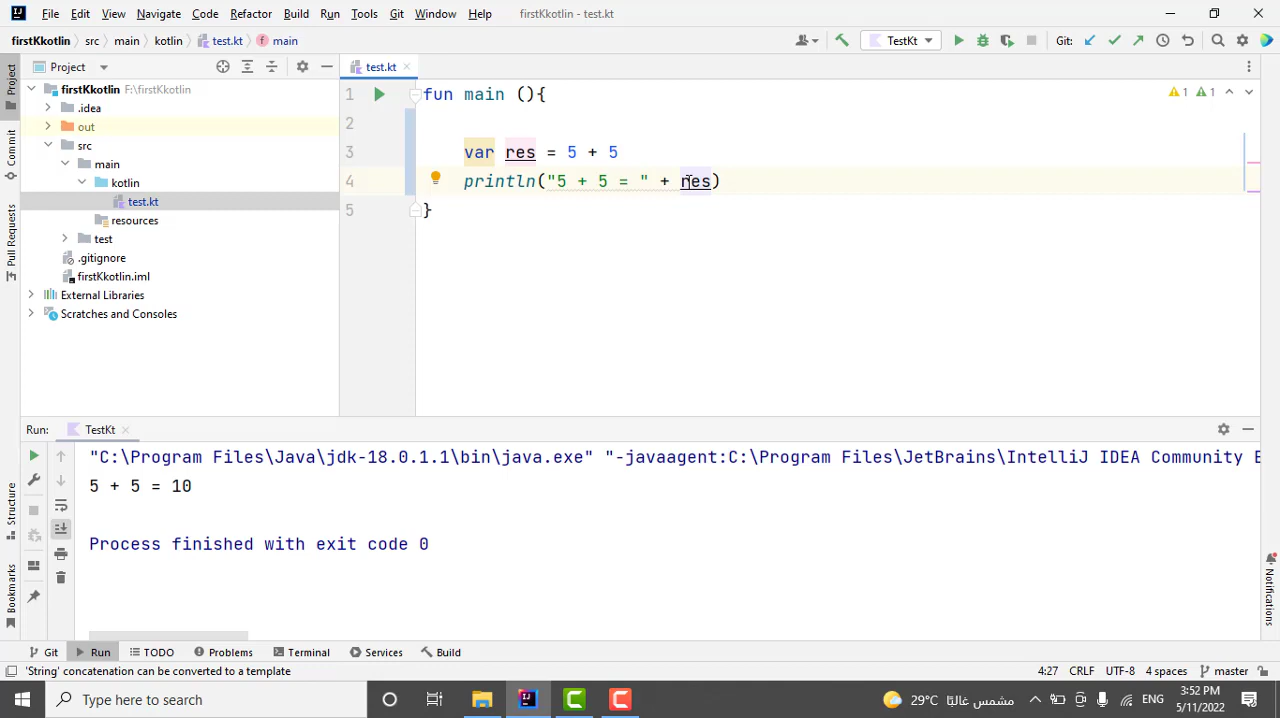 File Edit View Navigate Code Refactor Build Run Tools Git Window Help firstKkotlin - test.kt
firstKkotlin src main kotlin test.kt main TestKt Git:
Project test.kt
Project
Commit
Pull Requests
Structure
Bookmarks
firstKkotlin F:\firstKkotlin
.idea
out
src
main
kotlin
test.kt
resources
test
.gitignore
firstKkotlin.iml
External Libraries
Scratches and Consoles
1 fun main (){
2
3 var res = 5 + 5
4 println("5 + 5 = " + res)
5 }
1 1
Run: TestKt
"C:\Program Files\Java\jdk-18.0.1.1\bin\java.exe" "-javaagent:C:\Program Files\JetBrains\IntelliJ IDEA Community E
5 + 5 = 10
Process finished with exit code 0
Notifications
Git Run TODO Problems Terminal Services Build
'String' concatenation can be converted to a template 4:27 CRLF UTF-8 4 spaces master
Type here to search 29°C مشمس غالبًا ENG 3:52 PM
5/11/2022